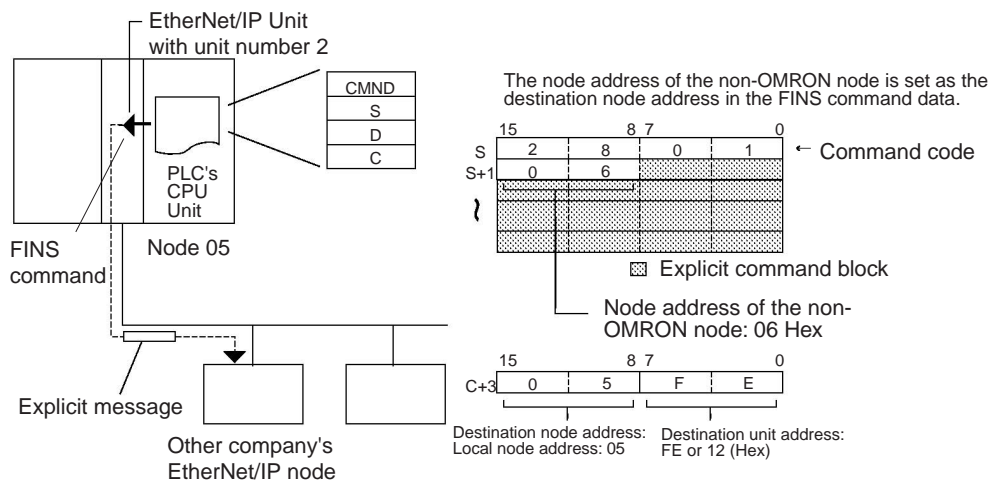 EtherNet/IP Unit
with unit number 2
CMND
S
D
C
PLC's
CPU
Unit
FINS
command
Node 05
Explicit message
Other company's
EtherNet/IP node
The node address of the non-OMRON node is set as the
destination node address in the FINS command data.
15 8 7 0
S 2 8 0 1 ← Command code
S+1 0 6
~
Explicit command block
Node address of the non-
OMRON node: 06 Hex
15 8 7 0
C+3 0 5 F E
Destination node address:
Local node address: 05
Destination unit address:
FE or 12 (Hex)